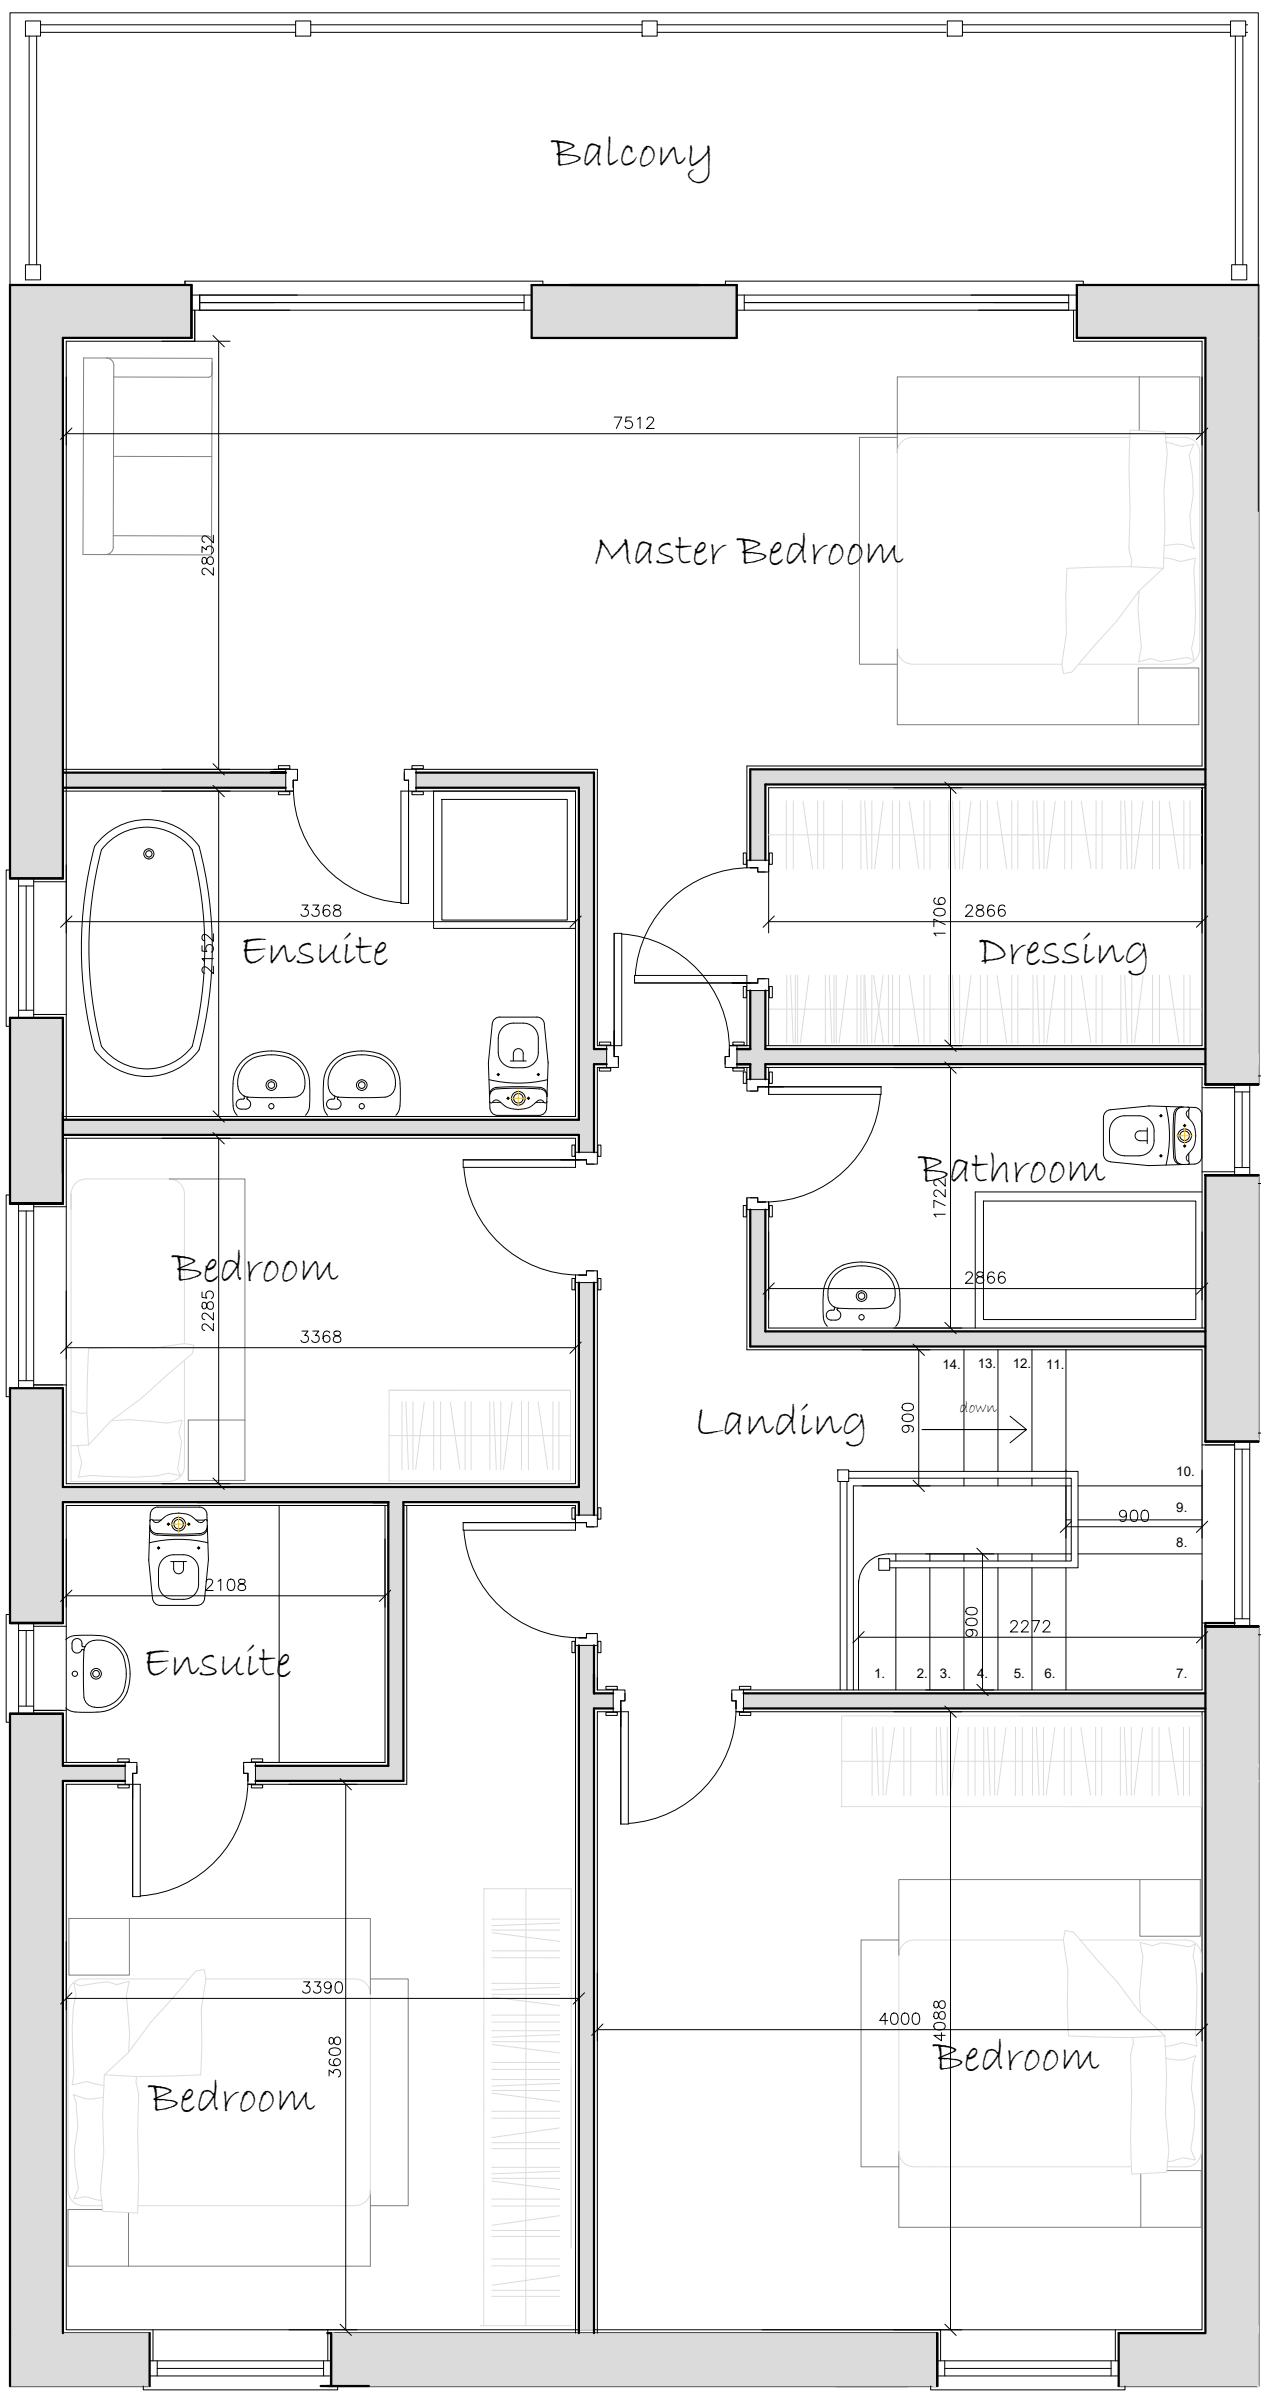 Balcony
7512
2832
Master Bedroom
3368
2152
Ensuite
1706
2866
Dressing
Bathroom
1722
2866
Bedroom
2285
3368
14. 13. 12. 11.
down
900
Landing
10.
9.
900
8.
900
2272
1. 2. 3. 4. 5. 6. 7.
2108
Ensuite
3390
3608
Bedroom
4000
4088
Bedroom